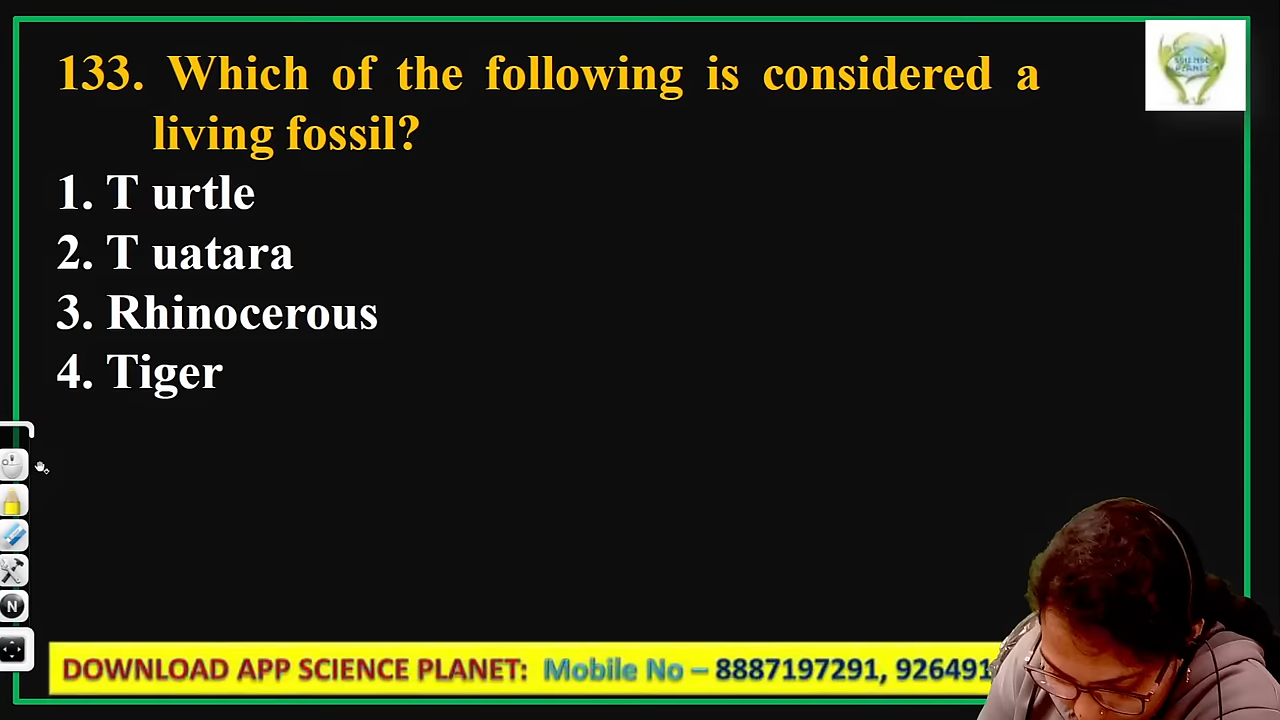 133. Which of the following is considered a
living fossil?
1. T urtle
2. T uatara
3. Rhinocerous
4. Tiger
N
DOWNLOAD APP SCIENCE PLANET: Mobile No – 8887197291, 926491